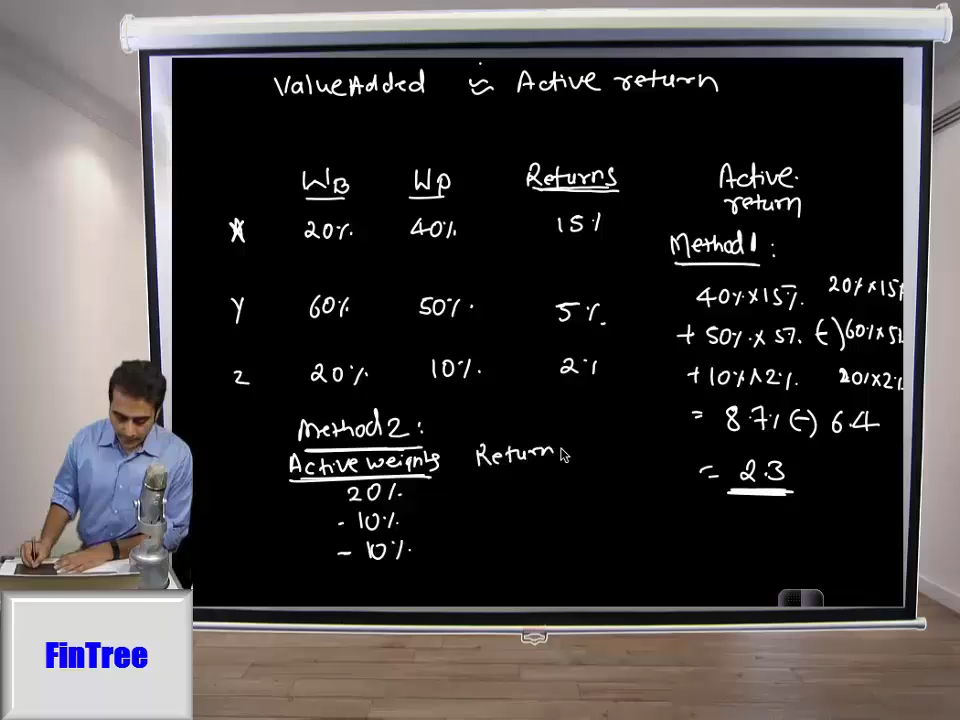 Value Added ≈ Active return
WB WP Returns Active return
X 20% 40% 15%
Method 1 :
40% x 15% 20% x 15%
Y 60% 50% 5%
+ 50% x 5% (-) 60% x 5%
Z 20% 10% 2%
+ 10% x 2% 20% x 2%
= 8.7% (-) 6.4
= 2.3
Method 2 :
Active weights Return
20%
- 10%
- 10%
FinTree